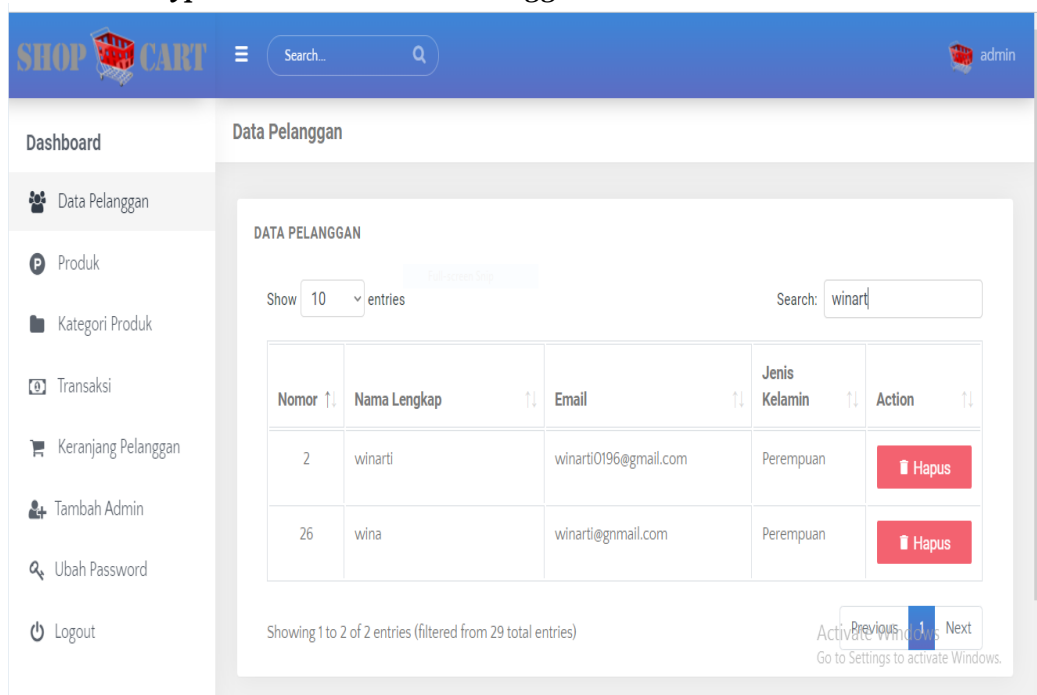 SHOP CART
Search...
admin
Dashboard
Data Pelanggan
Produk
Kategori Produk
Transaksi
Keranjang Pelanggan
Tambah Admin
Ubah Password
Logout
Data Pelanggan
DATA PELANGGAN
Show 10 entries
Search: winart
Nomor Nama Lengkap Email Jenis Kelamin Action
2 winarti winarti0196@gmail.com Perempuan Hapus
26 wina winarti@gnmail.com Perempuan Hapus
Showing 1 to 2 of 2 entries (filtered from 29 total entries)
Previous 1 Next
Activate Windows
Go to Settings to activate Windows.